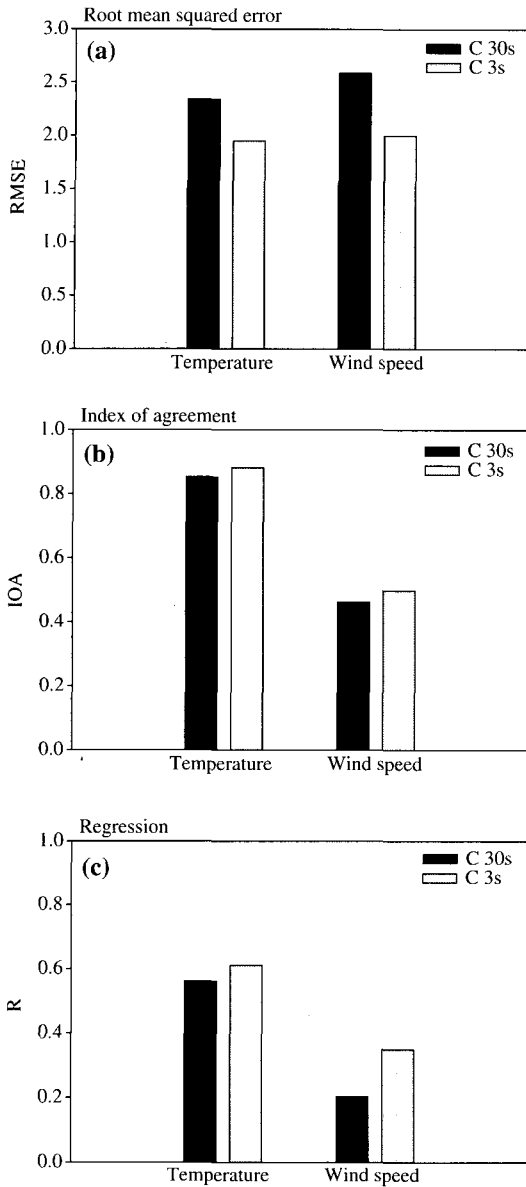 Root mean squared error
3.0
(a)
C 30s
C 3s
2.5
2.0
1.5
1.0
0.5
0.0
RMSE
Temperature
Wind speed
Index of agreement
1.0
(b)
C 30s
C 3s
0.8
0.6
0.4
0.2
0.0
IOA
Temperature
Wind speed
Regression
1.0
(c)
C 30s
C 3s
0.8
0.6
0.4
0.2
0.0
R
Temperature
Wind speed